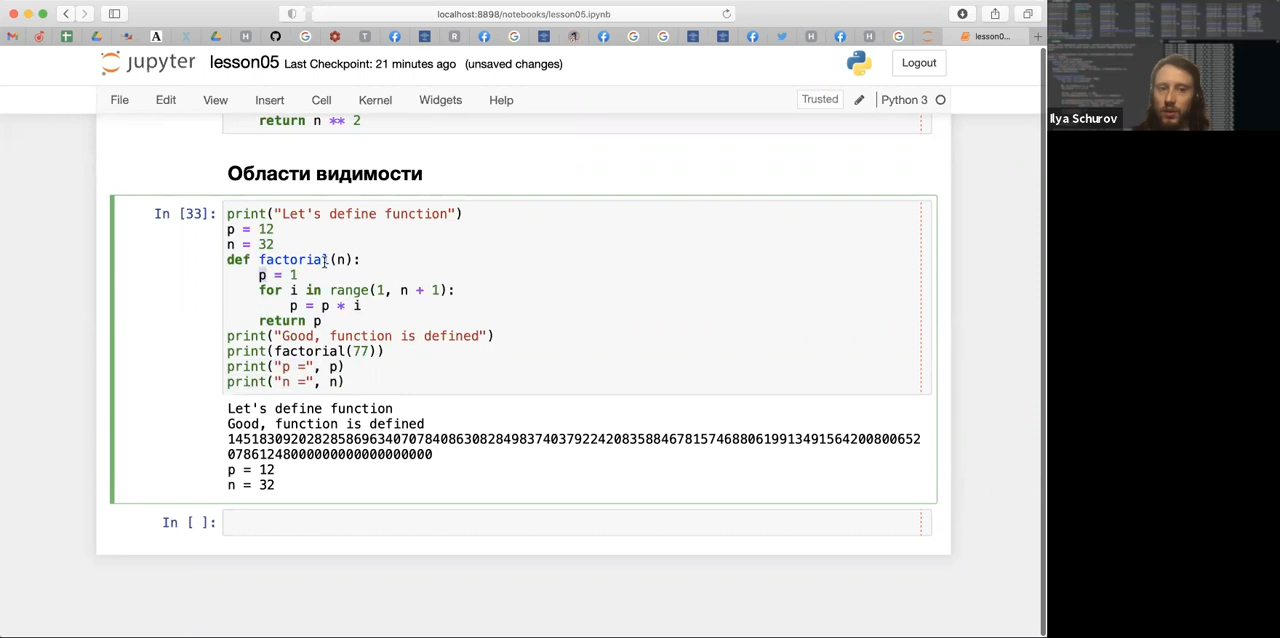 localhost:8898/notebooks/lesson05.ipynb
lesson0...
jupyter lesson05 Last Checkpoint: 21 minutes ago (unsaved changes)
Logout
File Edit View Insert Cell Kernel Widgets Help
Trusted
Python 3
return n ** 2
Области видимости
In [33]:
print("Let's define function")
p = 12
n = 32
def factorial(n):
p = 1
for i in range(1, n + 1):
p = p * i
return p
print("Good, function is defined")
print(factorial(77))
print("p =", p)
print("n =", n)
Let's define function
Good, function is defined
1451830920282858696340707840863082849837403792242083588467815746880619913491564200800652
07861248000000000000000000
p = 12
n = 32
In [ ]:
Ilya Schurov